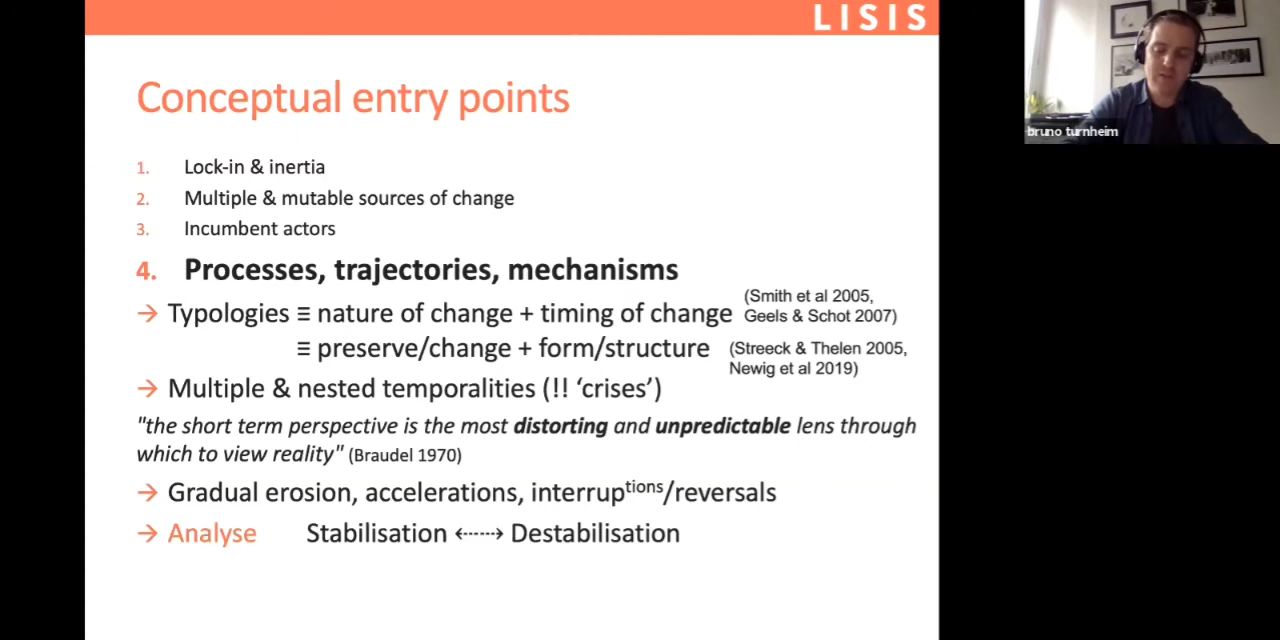 LISIS
bruno turnheim
Conceptual entry points
1. Lock-in & inertia
2. Multiple & mutable sources of change
3. Incumbent actors
4. Processes, trajectories, mechanisms
→ Typologies ≡ nature of change + timing of change (Smith et al 2005, Geels & Schot 2007)
≡ preserve/change + form/structure (Streeck & Thelen 2005, Newig et al 2019)
→ Multiple & nested temporalities (!! ‘crises’)
"the short term perspective is the most distorting and unpredictable lens through
which to view reality" (Braudel 1970)
→ Gradual erosion, accelerations, interruptions/reversals
→ Analyse Stabilisation ←┈→ Destabilisation